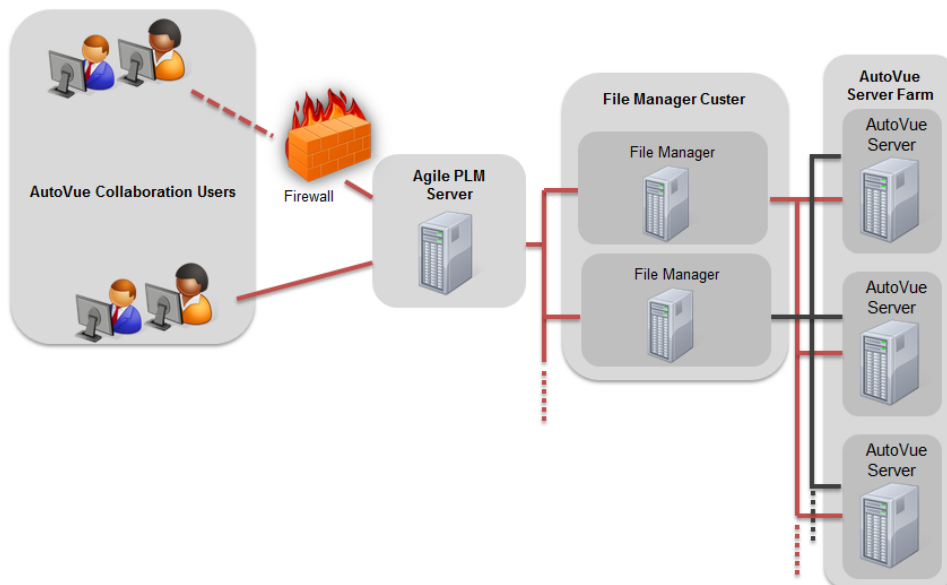 AutoVue Collaboration Users
Firewall
Agile PLM
Server
File Manager Custer
File Manager
File Manager
AutoVue
Server Farm
AutoVue
Server
AutoVue
Server
AutoVue
Server